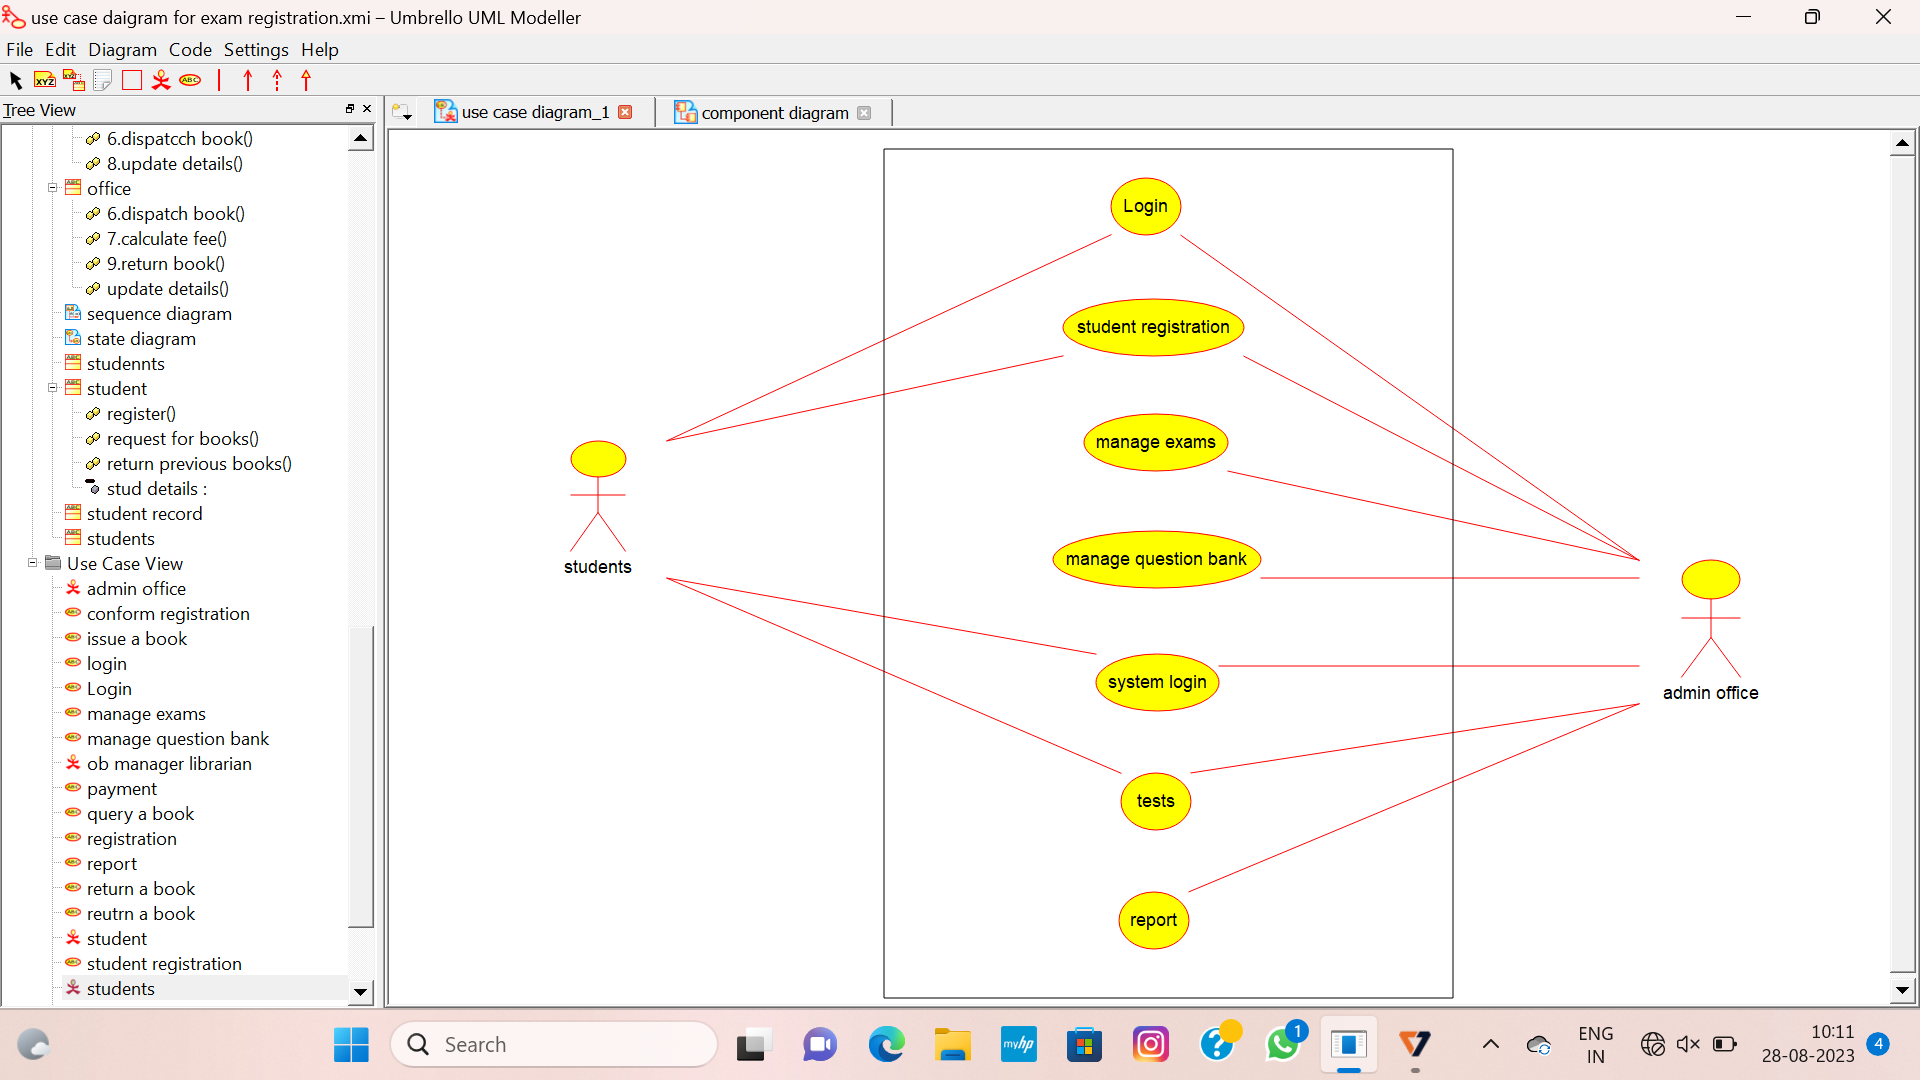 use case daigram for exam registration.xmi – Umbrello UML Modeller
File Edit Diagram Code Settings Help
XYZ XYZ ABC
Tree View
use case diagram_1
component diagram
6.dispatcch book()
8.update details()
office
6.dispatch book()
7.calculate fee()
9.return book()
update details()
sequence diagram
state diagram
studennts
student
register()
request for books()
return previous books()
stud details :
student record
students
Use Case View
admin office
conform registration
issue a book
login
Login
manage exams
manage question bank
ob manager librarian
payment
query a book
registration
report
return a book
reutrn a book
student
student registration
students
Login
student registration
manage exams
manage question bank
system login
tests
report
students
admin office
Search
myhp
1
ENG
IN
10:11
28-08-2023
4